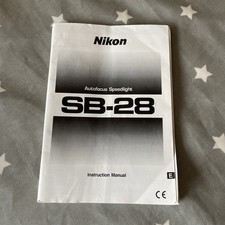 Nikon
Autofocus Speedlight
SB-28
Instruction Manual
E
CE